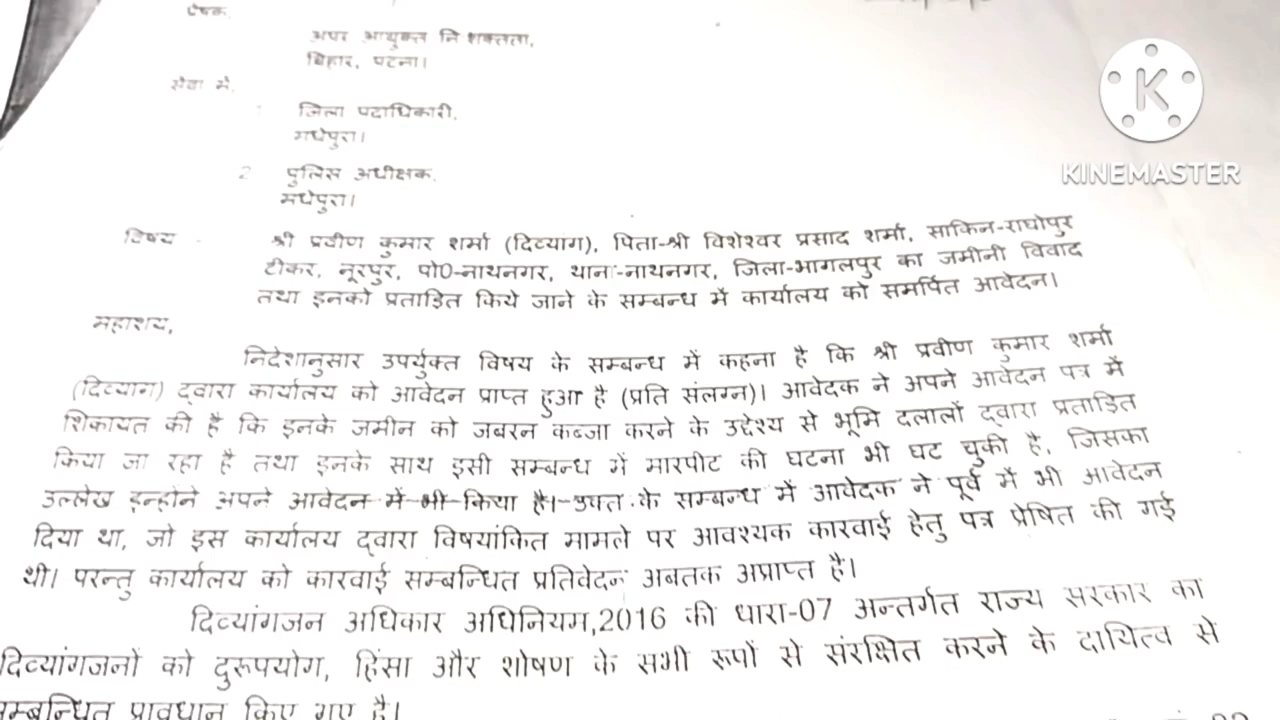 प्रेषक,
अपर आयुक्त निःशक्तता,
बिहार, पटना।
सेवा में,
1 जिला पदाधिकारी,
मधेपुरा।
2 पुलिस अधीक्षक,
मधेपुरा।
विषय - श्री प्रवीण कुमार शर्मा (दिव्यांग), पिता-श्री विशेश्वर प्रसाद शर्मा, साकिन-राघोपुर
टीकर, नूरपुर, पो0-नाथनगर, थाना-नाथनगर, जिला-भागलपुर का जमीनी विवाद
तथा इनको प्रताड़ित किये जाने के सम्बन्ध में कार्यालय को समर्पित आवेदन।
महाशय,
निदेशानुसार उपर्युक्त विषय के सम्बन्ध में कहना है कि श्री प्रवीण कुमार शर्मा
(दिव्यांग) द्वारा कार्यालय को आवेदन प्राप्त हुआ है (प्रति संलग्न)। आवेदक ने अपने आवेदन पत्र में
शिकायत की है कि इनके जमीन को जबरन कब्जा करने के उद्देश्य से भूमि दलालों द्वारा प्रताड़ित
किया जा रहा है तथा इनके साथ इसी सम्बन्ध में मारपीट की घटना भी घट चुकी है, जिसका
उल्लेख इन्होने अपने आवेदन में भी किया है। उक्त के सम्बन्ध में आवेदक ने पूर्व में भी आवेदन
दिया था, जो इस कार्यालय द्वारा विषयांकित मामले पर आवश्यक कारवाई हेतु पत्र प्रेषित की गई
थी। परन्तु कार्यालय को कारवाई सम्बन्धित प्रतिवेदन अबतक अप्राप्त है।
दिव्यांगजन अधिकार अधिनियम,2016 की धारा-07 अन्तर्गत राज्य सरकार का
दिव्यांगजनों को दुरूपयोग, हिंसा और शोषण के सभी रूपों से संरक्षित करने के दायित्व से
सम्बन्धित प्रावधान किए गए है।
KINEMASTER